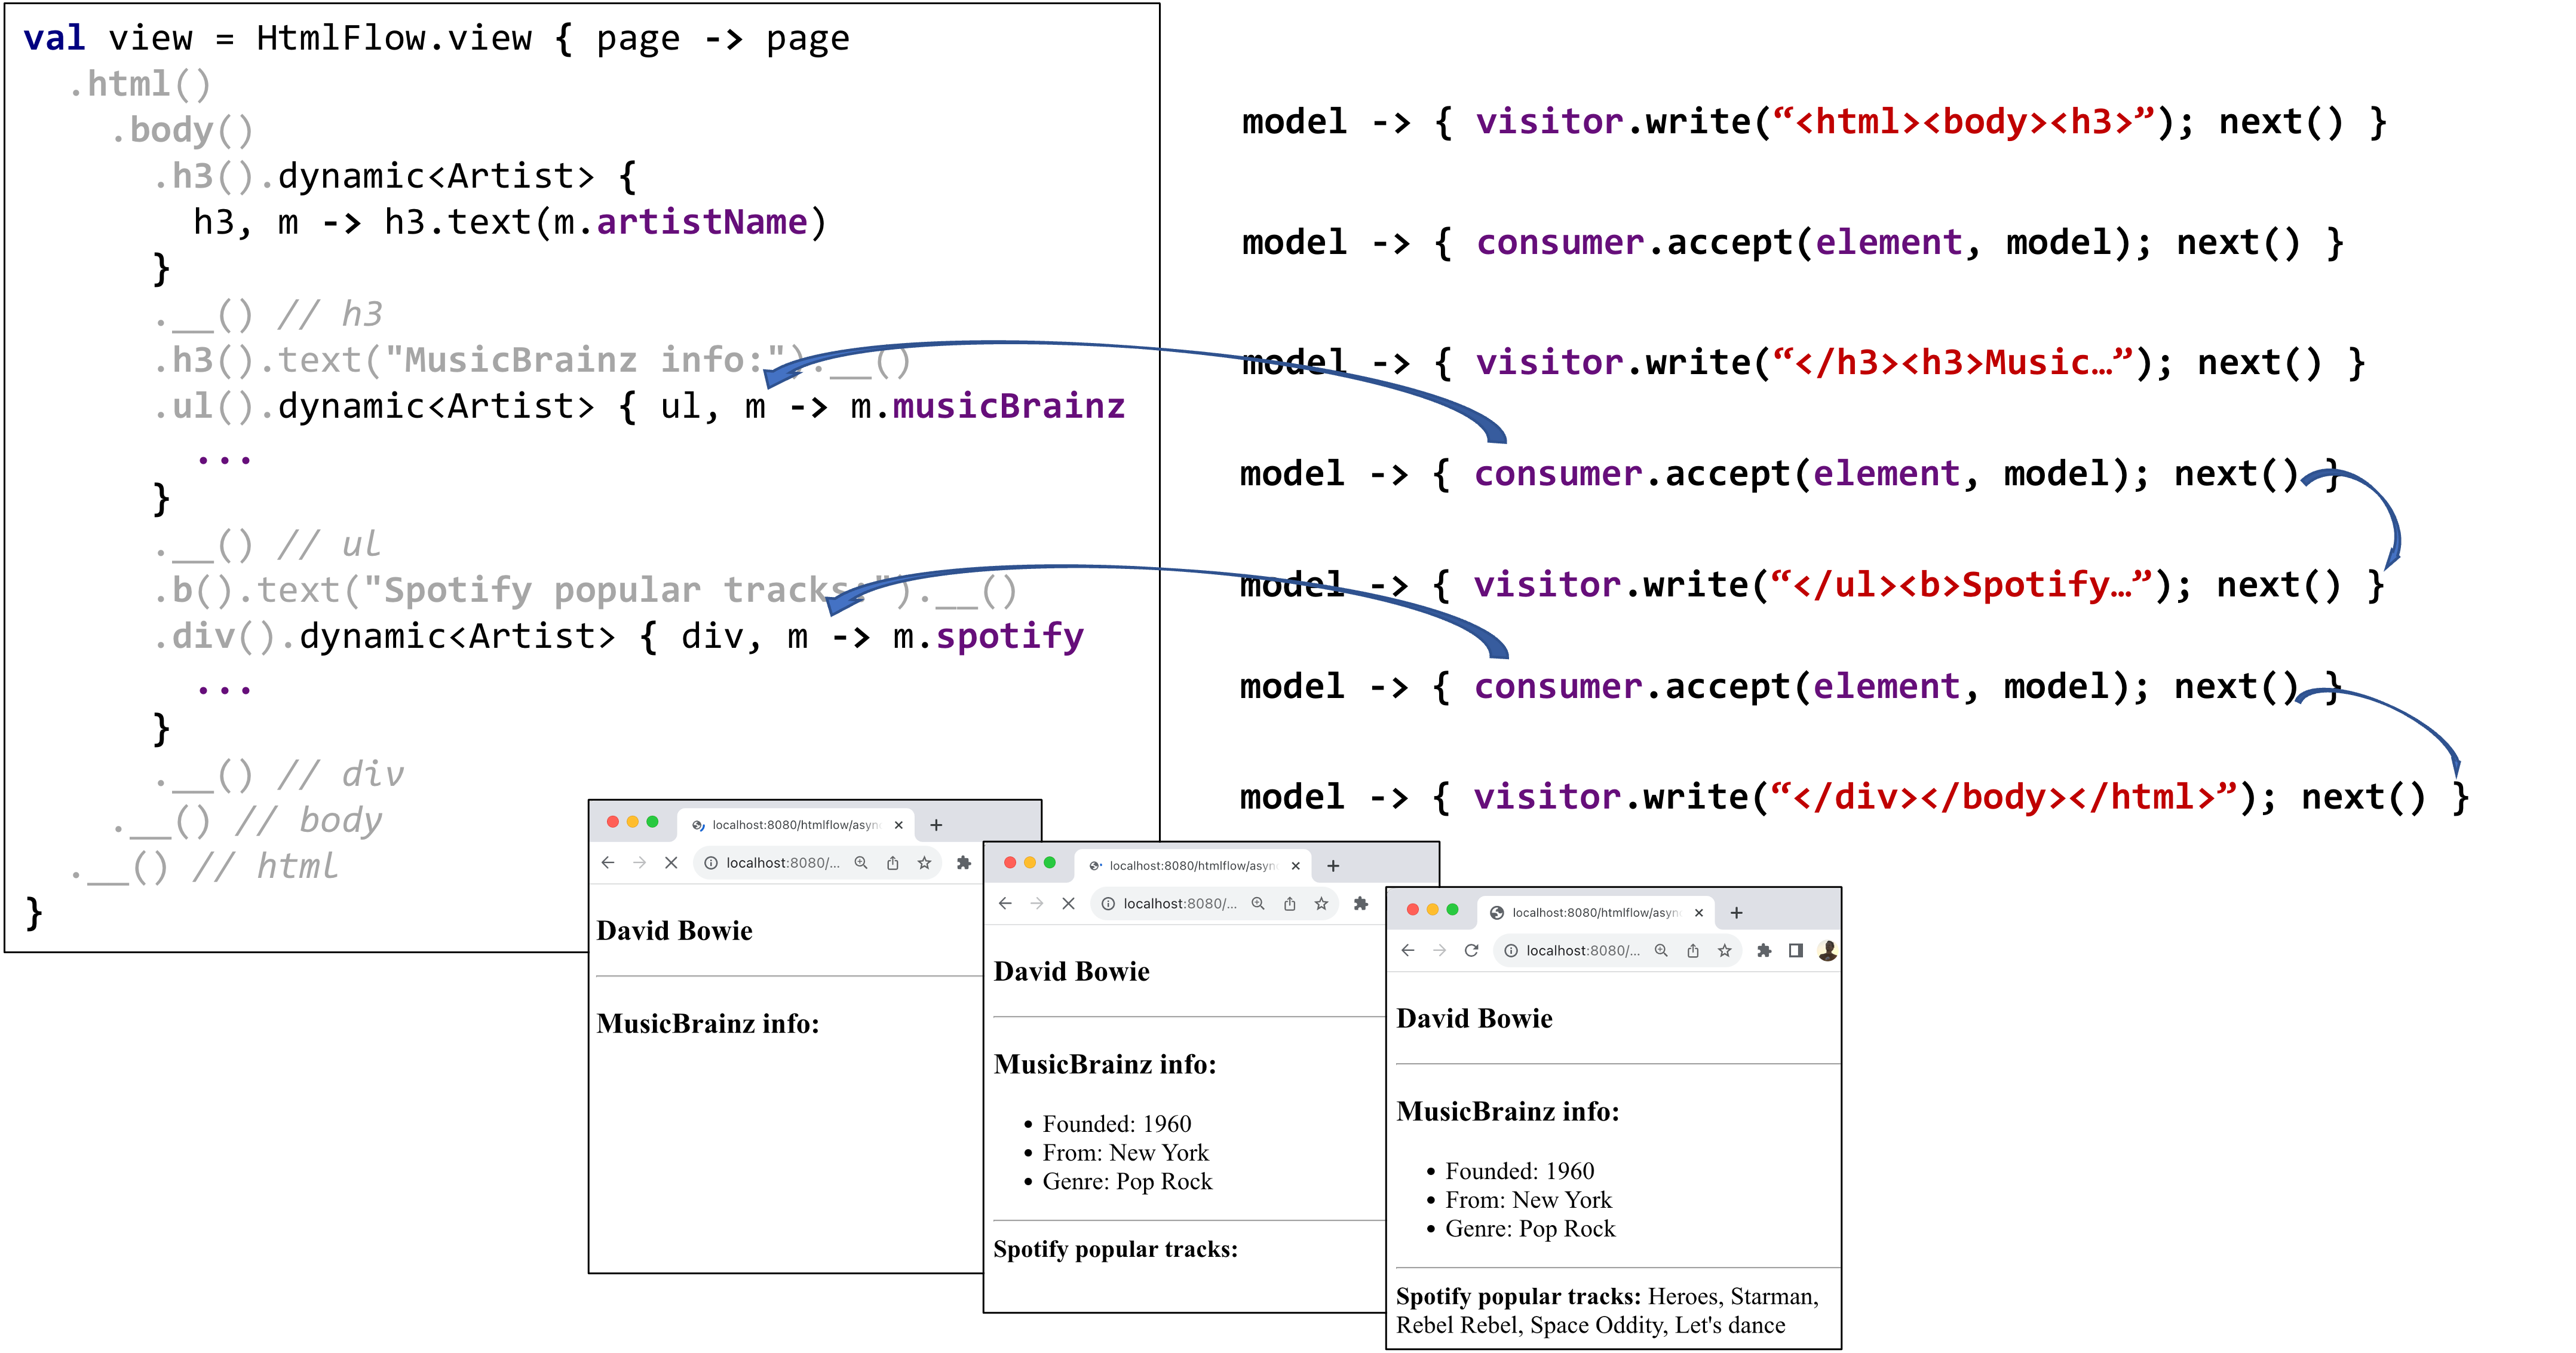 val view = HtmlFlow.view { page -> page
.html()
.body()
.h3().dynamic<Artist> {
h3, m -> h3.text(m.artistName)
}
.__() // h3
.h3().text("MusicBrainz info:").__()
.ul().dynamic<Artist> { ul, m -> m.musicBrainz
...
}
.__() // ul
.b().text("Spotify popular tracks:").__()
.div().dynamic<Artist> { div, m -> m.spotify
...
}
.__() // div
.__() // body
.__() // html
}
model -> { visitor.write(“<html><body><h3>”); next() }
model -> { consumer.accept(element, model); next() }
model -> { visitor.write(“</h3><h3>Music…”); next() }
model -> { consumer.accept(element, model); next() }
model -> { visitor.write(“</ul><b>Spotify…”); next() }
model -> { consumer.accept(element, model); next() }
model -> { visitor.write(“</div></body></html>”); next() }
localhost:8080/htmlflow/asyn
localhost:8080/...
David Bowie
MusicBrainz info:
localhost:8080/htmlflow/asyn
localhost:8080/...
David Bowie
MusicBrainz info:
• Founded: 1960
• From: New York
• Genre: Pop Rock
Spotify popular tracks:
localhost:8080/htmlflow/asyn
localhost:8080/...
David Bowie
MusicBrainz info:
• Founded: 1960
• From: New York
• Genre: Pop Rock
Spotify popular tracks: Heroes, Starman,
Rebel Rebel, Space Oddity, Let's dance